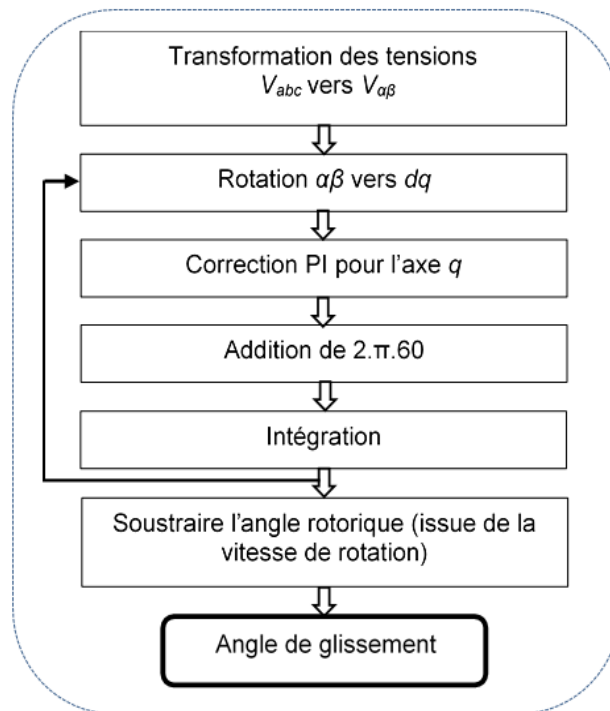 Transformation des tensions
Vabc vers Vαβ
Rotation αβ vers dq
Correction PI pour l'axe q
Addition de 2.π.60
Intégration
Soustraire l'angle rotorique (issue de la
vitesse de rotation)
Angle de glissement